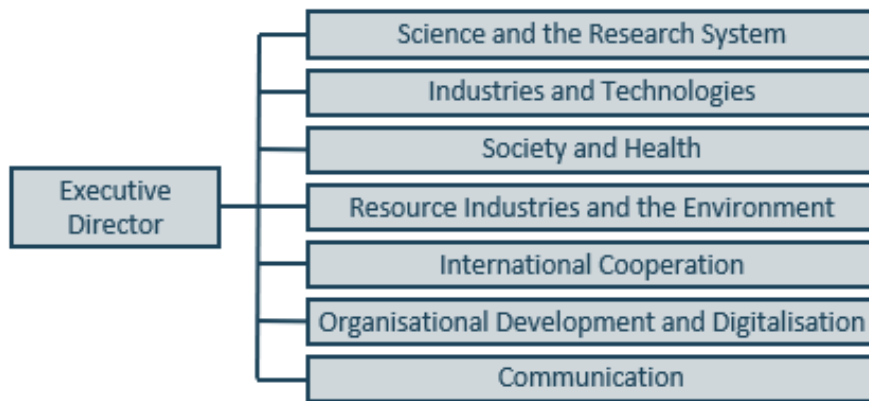 Science and the Research System
Industries and Technologies
Society and Health
Executive
Director
Resource Industries and the Environment
International Cooperation
Organisational Development and Digitalisation
Communication